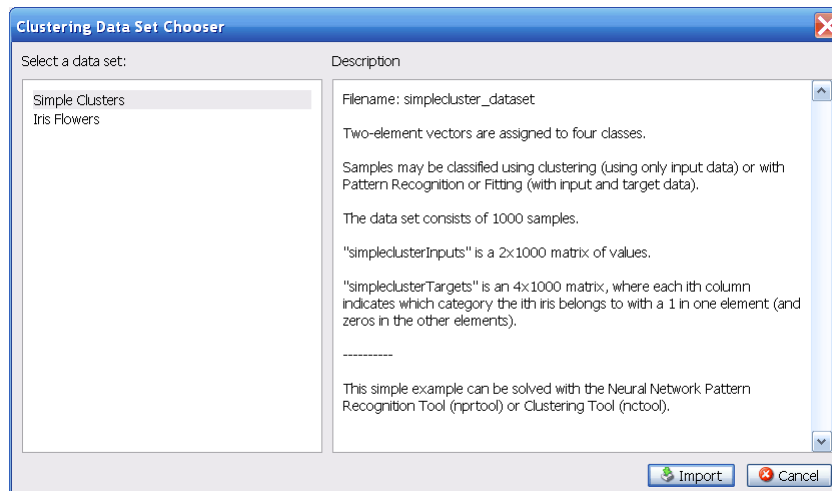 Clustering Data Set Chooser
Select a data set:
Simple Clusters
Iris Flowers
Description
Filename: simplecluster_dataset
Two-element vectors are assigned to four classes.
Samples may be classified using clustering (using only input data) or with
Pattern Recognition or Fitting (with input and target data).
The data set consists of 1000 samples.
"simpleclusterInputs" is a 2x1000 matrix of values.
"simpleclusterTargets" is an 4x1000 matrix, where each ith column
indicates which category the ith iris belongs to with a 1 in one element (and
zeros in the other elements).
----------
This simple example can be solved with the Neural Network Pattern
Recognition Tool (nprtool) or Clustering Tool (nctool).
Import
Cancel